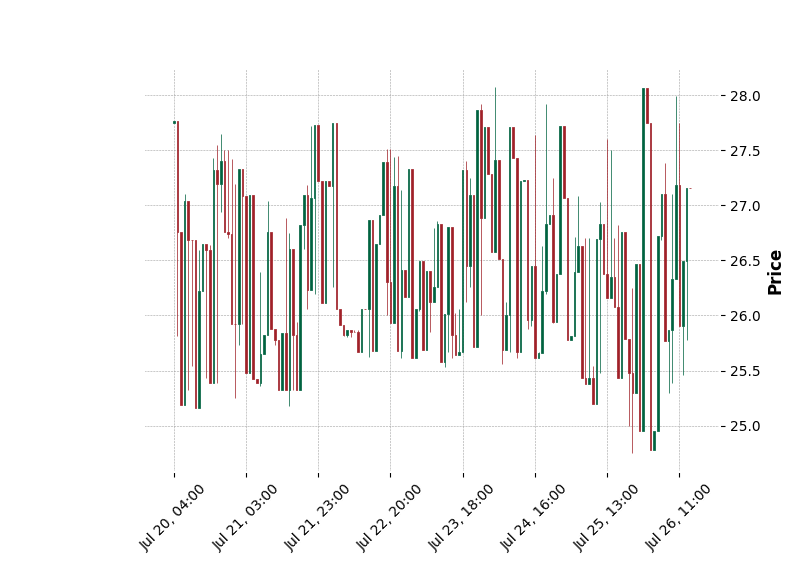 28.0
27.5
27.0
26.5
26.0
25.5
25.0
Price
Jul 20, 04:00
Jul 21, 03:00
Jul 21, 23:00
Jul 22, 20:00
Jul 23, 18:00
Jul 24, 16:00
Jul 25, 13:00
Jul 26, 11:00